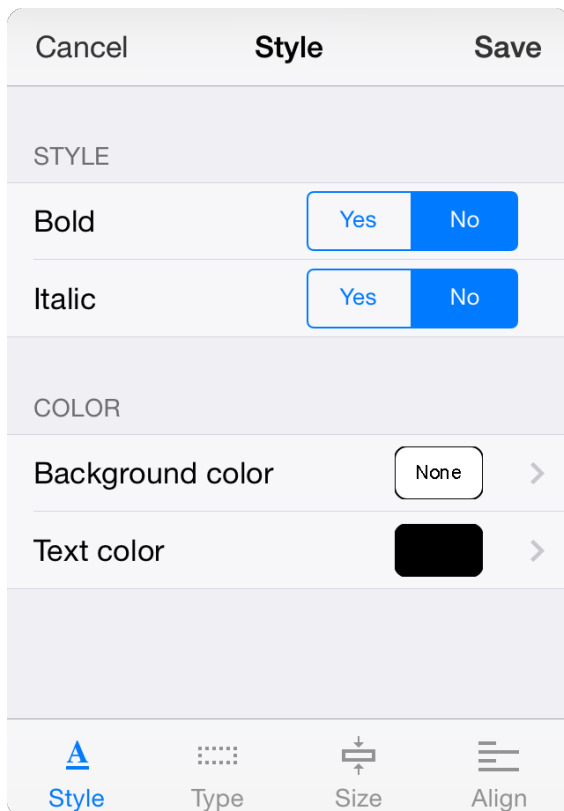 Cancel Style Save
STYLE
Bold Yes No
Italic Yes No
COLOR
Background color None
Text color
A
Style Type Size Align